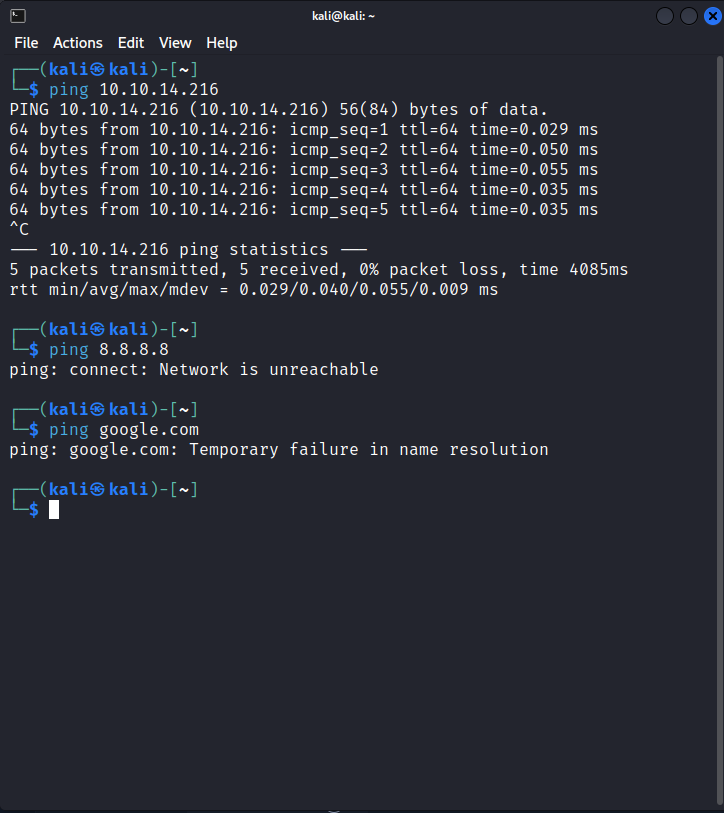 kali@kali: ~
File Actions Edit View Help
┌──(kali㉿kali)-[~]
└─$ ping 10.10.14.216
PING 10.10.14.216 (10.10.14.216) 56(84) bytes of data.
64 bytes from 10.10.14.216: icmp_seq=1 ttl=64 time=0.029 ms
64 bytes from 10.10.14.216: icmp_seq=2 ttl=64 time=0.050 ms
64 bytes from 10.10.14.216: icmp_seq=3 ttl=64 time=0.055 ms
64 bytes from 10.10.14.216: icmp_seq=4 ttl=64 time=0.035 ms
64 bytes from 10.10.14.216: icmp_seq=5 ttl=64 time=0.035 ms
^C
--- 10.10.14.216 ping statistics ---
5 packets transmitted, 5 received, 0% packet loss, time 4085ms
rtt min/avg/max/mdev = 0.029/0.040/0.055/0.009 ms
┌──(kali㉿kali)-[~]
└─$ ping 8.8.8.8
ping: connect: Network is unreachable
┌──(kali㉿kali)-[~]
└─$ ping google.com
ping: google.com: Temporary failure in name resolution
┌──(kali㉿kali)-[~]
└─$